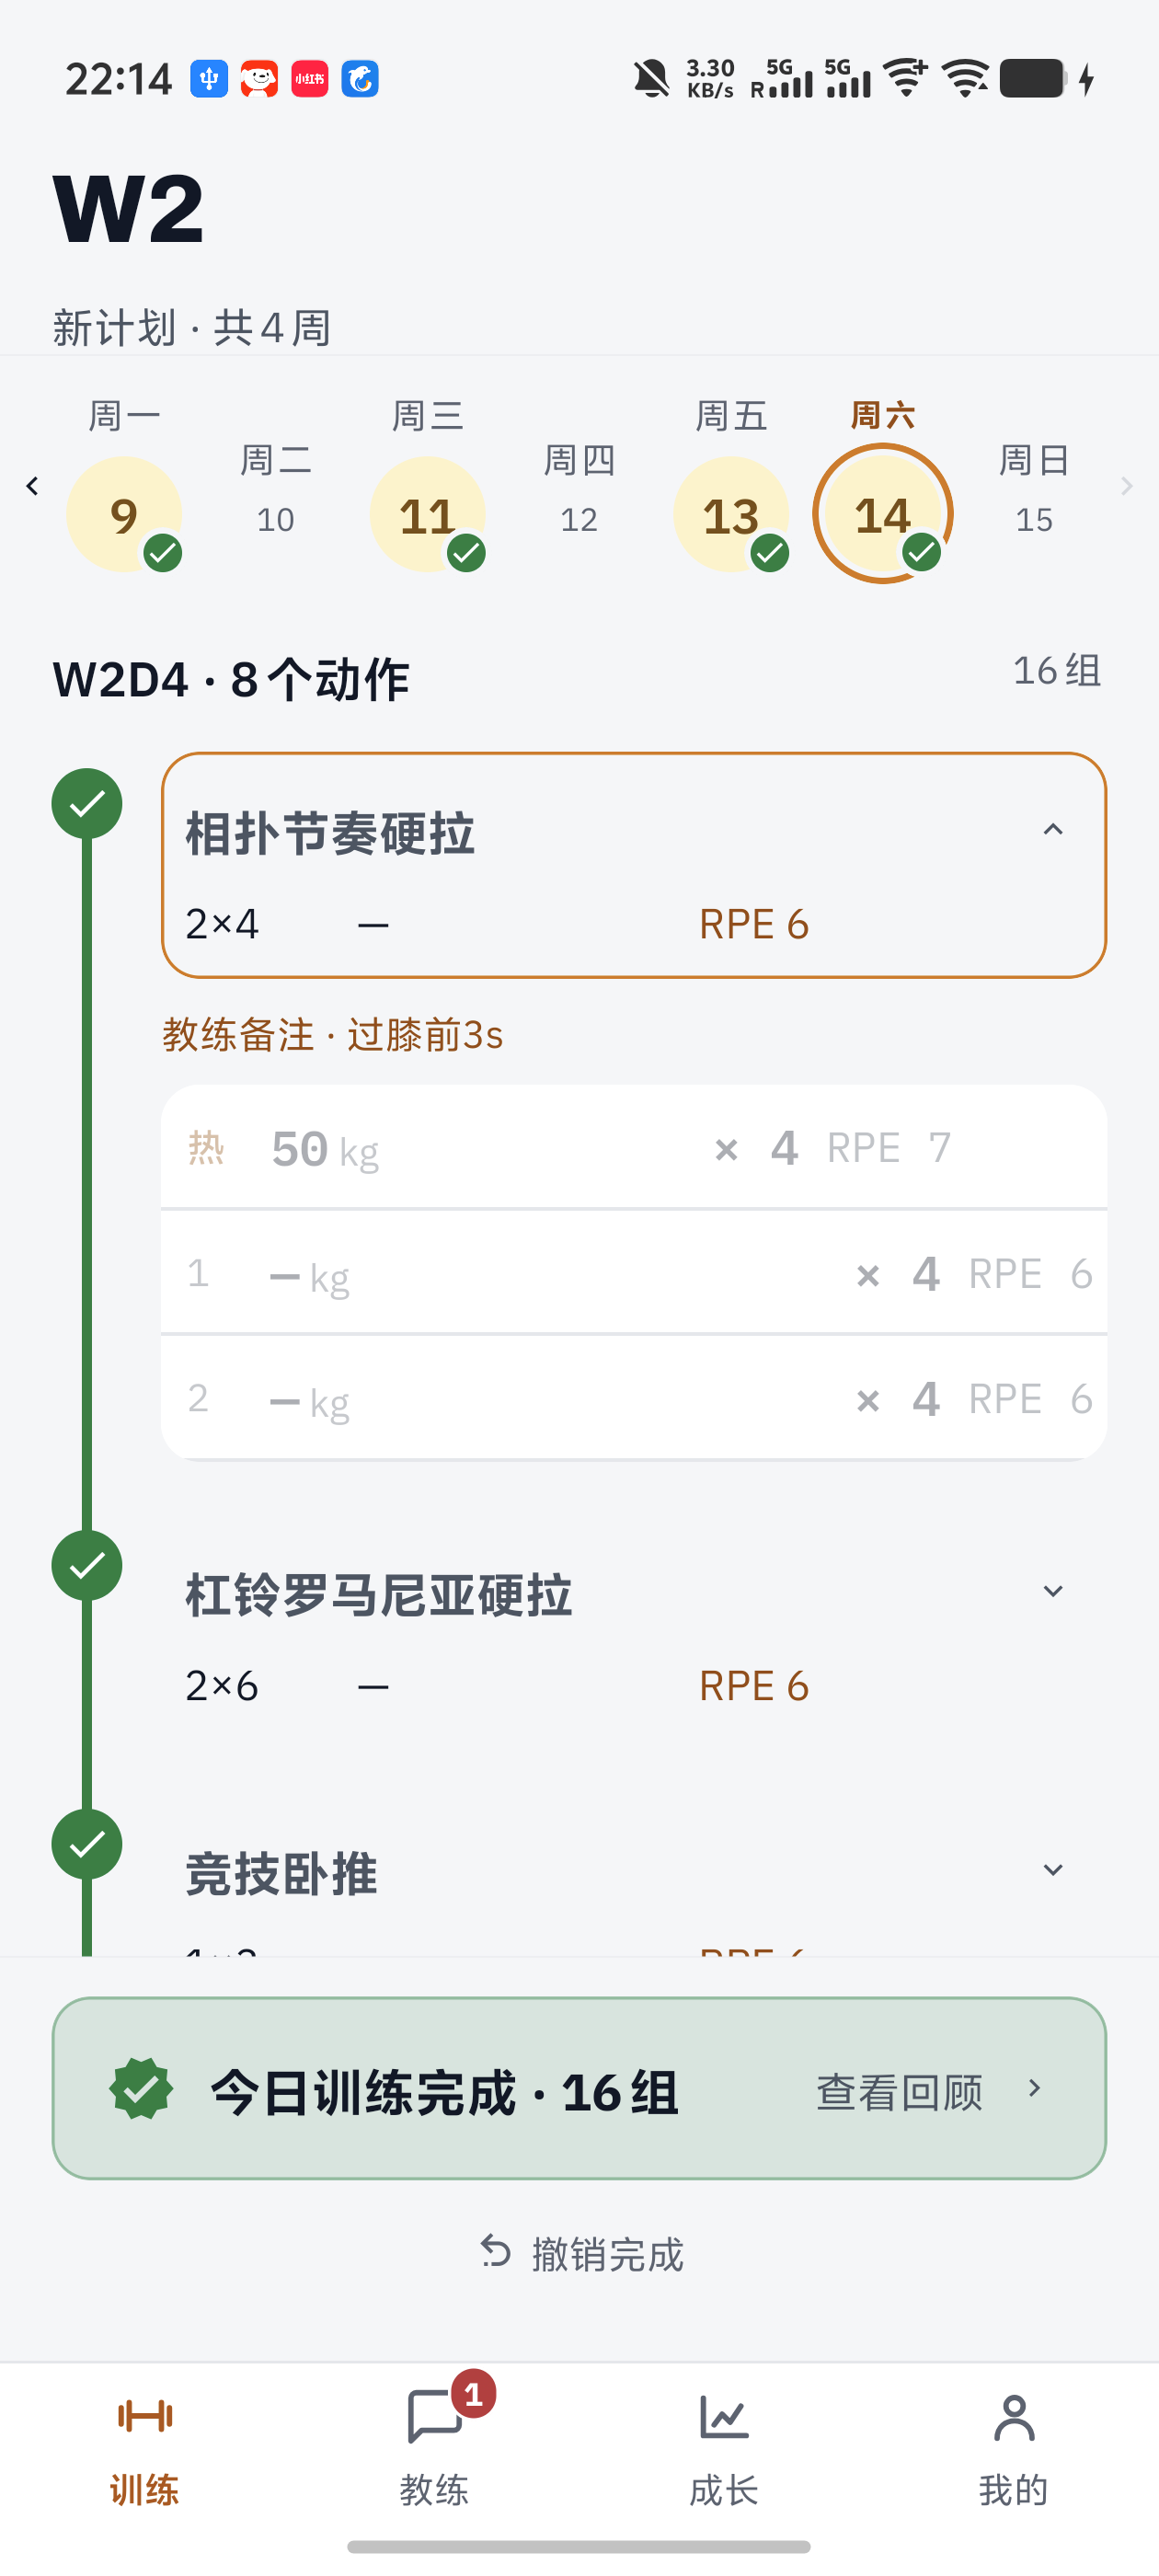 22:14 小红书 3.30 KB/s 5G R 5G
W2
新计划 · 共 4 周
周一 周二 周三 周四 周五 周六 周日
9 10 11 12 13 14 15
W2D4 · 8 个动作 16 组
相扑节奏硬拉
2×4 — RPE 6
教练备注 · 过膝前3s
热 50 kg × 4 RPE 7
1 — kg × 4 RPE 6
2 — kg × 4 RPE 6
杠铃罗马尼亚硬拉
2×6 — RPE 6
竞技卧推
RPE 6
今日训练完成 · 16 组 查看回顾
撤销完成
1
训练 教练 成长 我的